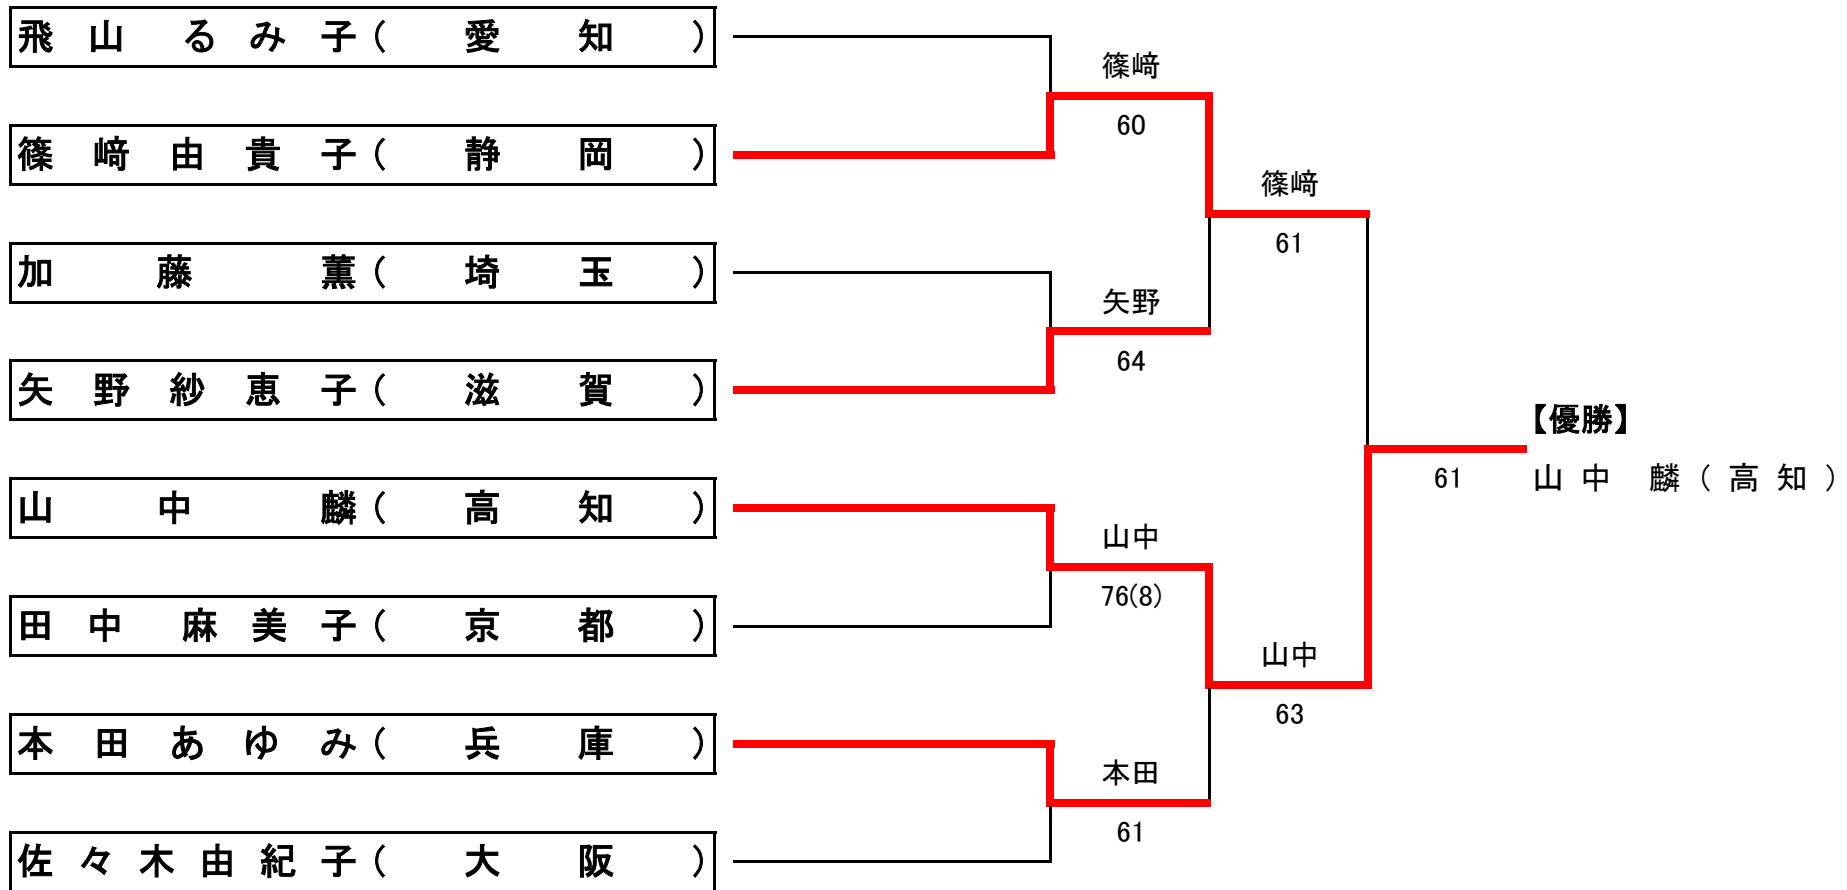 飛山 るみ子(愛知)
篠﨑
篠﨑由貴子(静岡)
60
篠﨑
加藤 薫(埼玉)
61
矢野
矢野紗恵子(滋賀)
64
【優勝】
山中 麟(高知)
61
山中 麟(高知)
山中
田中 麻美子(京都)
76(8)
山中
本田あゆみ(兵庫)
63
本田
佐々木由紀子(大阪)
61